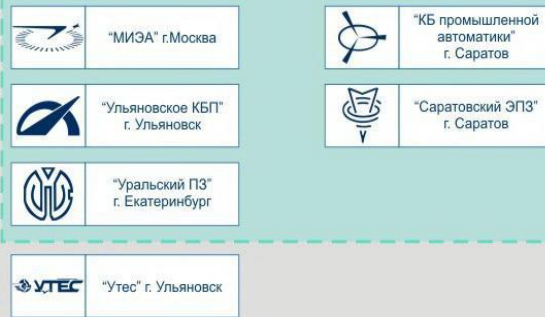 "МИЭА" г.Москва
"Ульяновское КБП"
г. Ульяновск
"Уральский ПЗ"
г. Екатеринбург
УТЕС
"Утес" г. Ульяновск
"КБ промышленной
автоматики"
г. Саратов
"Саратовский ЭПЗ"
г. Саратов